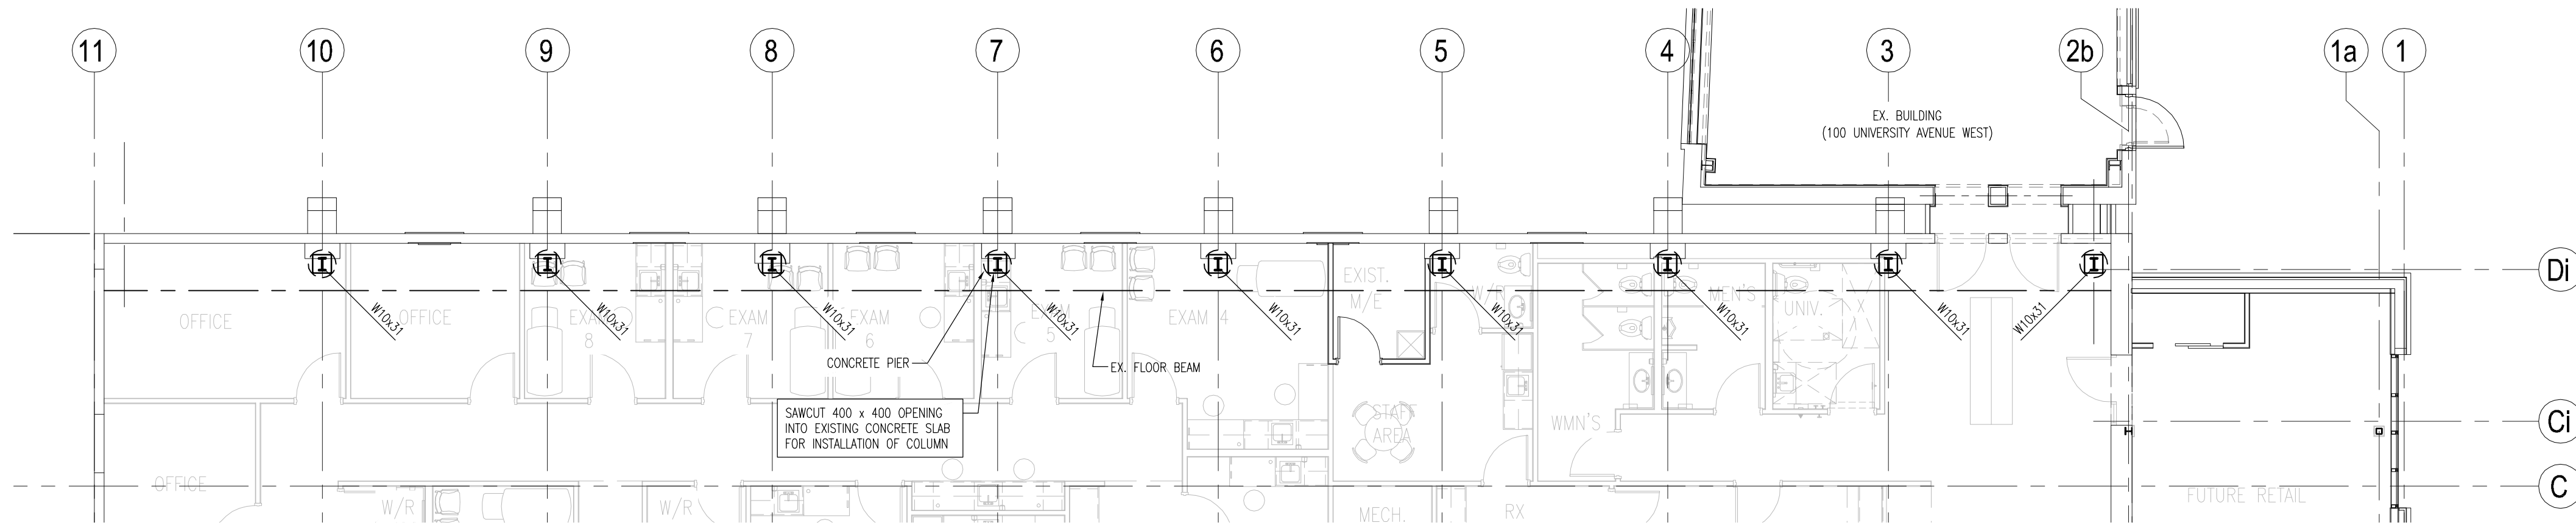 11
10
9
8
7
6
5
4
3
2b
1a
1
EX. BUILDING
(100 UNIVERSITY AVENUE WEST)
Di
OFFICE
W10x31
OFFICE
EXAM
8
W10x31
EXAM
7
W10x31
EXAM
6
EXAM
5
W10x31
EXAM 4
W10x31
EXIST.
M/E
W/R
W10x31
MEN'S
W10x31
UNIV.
W10x31
W10x31
CONCRETE PIER
EX. FLOOR BEAM
SAWCUT 400 x 400 OPENING
INTO EXISTING CONCRETE SLAB
FOR INSTALLATION OF COLUMN
STAFF
AREA
WMN'S
Ci
OFFICE
W/R
W/R
MECH.
RX
FUTURE RETAIL
C